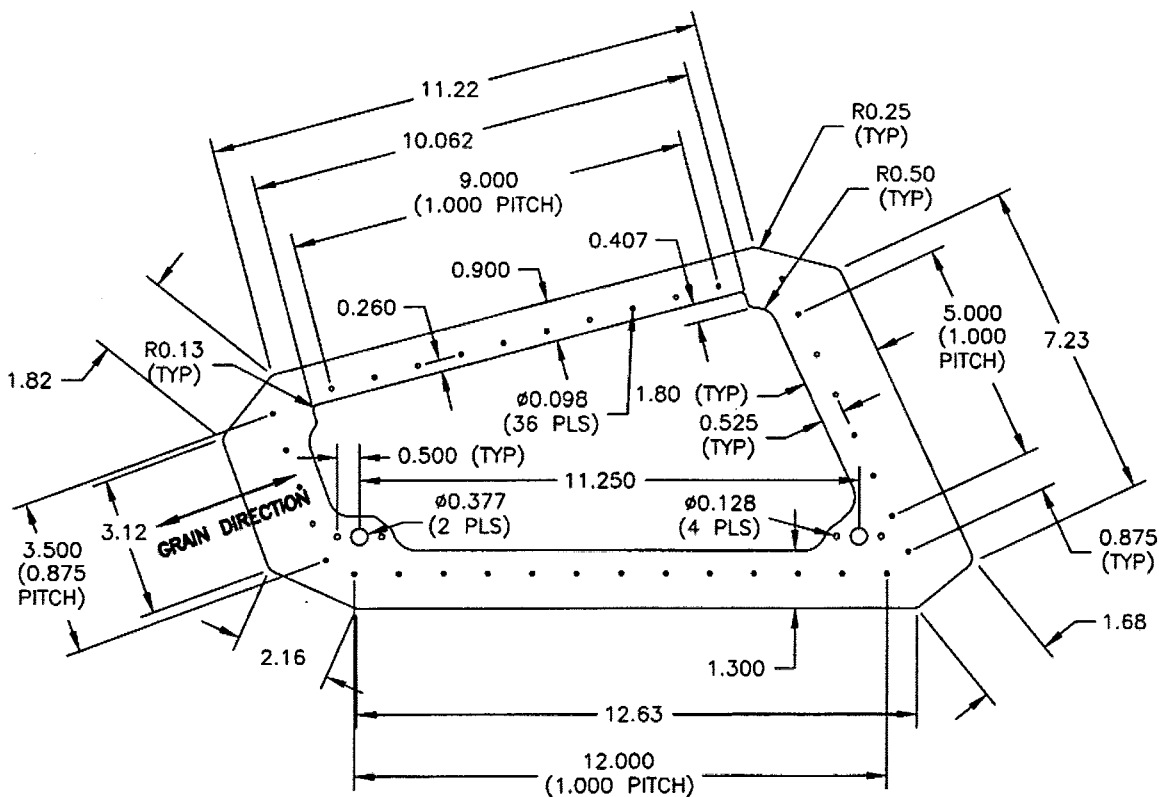 11.22
10.062
9.000
(1.000 PITCH)
R0.25
(TYP)
R0.50
(TYP)
0.407
0.900
0.260
5.000
(1.000
PITCH)
7.23
R0.13
(TYP)
1.82
ø0.098
(36 PLS)
1.80 (TYP)
0.525
(TYP)
0.500 (TYP)
11.250
ø0.377
(2 PLS)
ø0.128
(4 PLS)
GRAIN DIRECTION
3.12
3.500
(0.875
PITCH)
0.875
(TYP)
1.68
2.16
1.300
12.63
12.000
(1.000 PITCH)